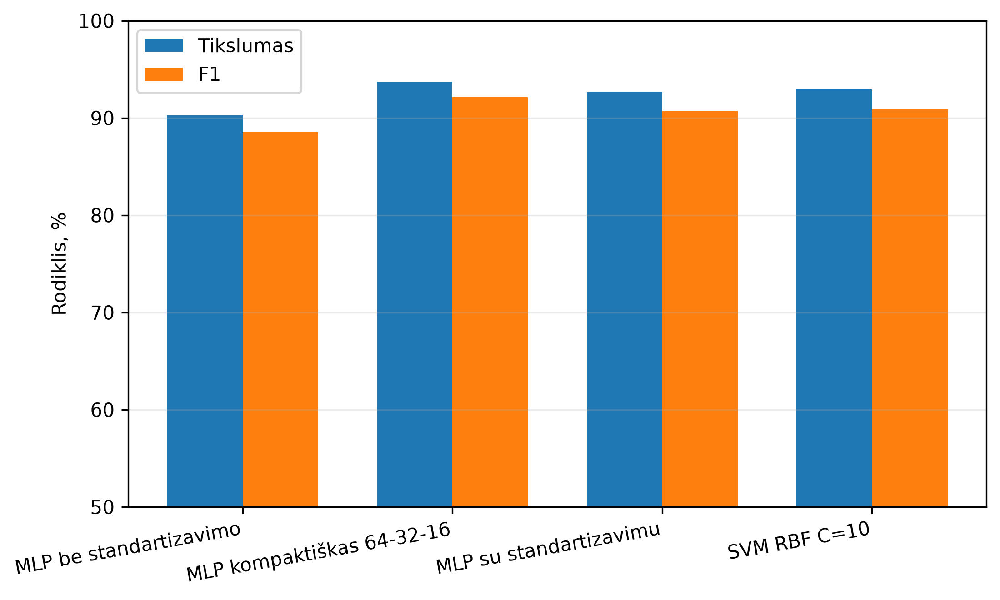 100
90
80
70
60
50
Rodiklis, %
Tikslumas
F1
MLP be standartizavimo
MLP kompaktiškas 64-32-16
MLP su standartizavimu
SVM RBF C=10